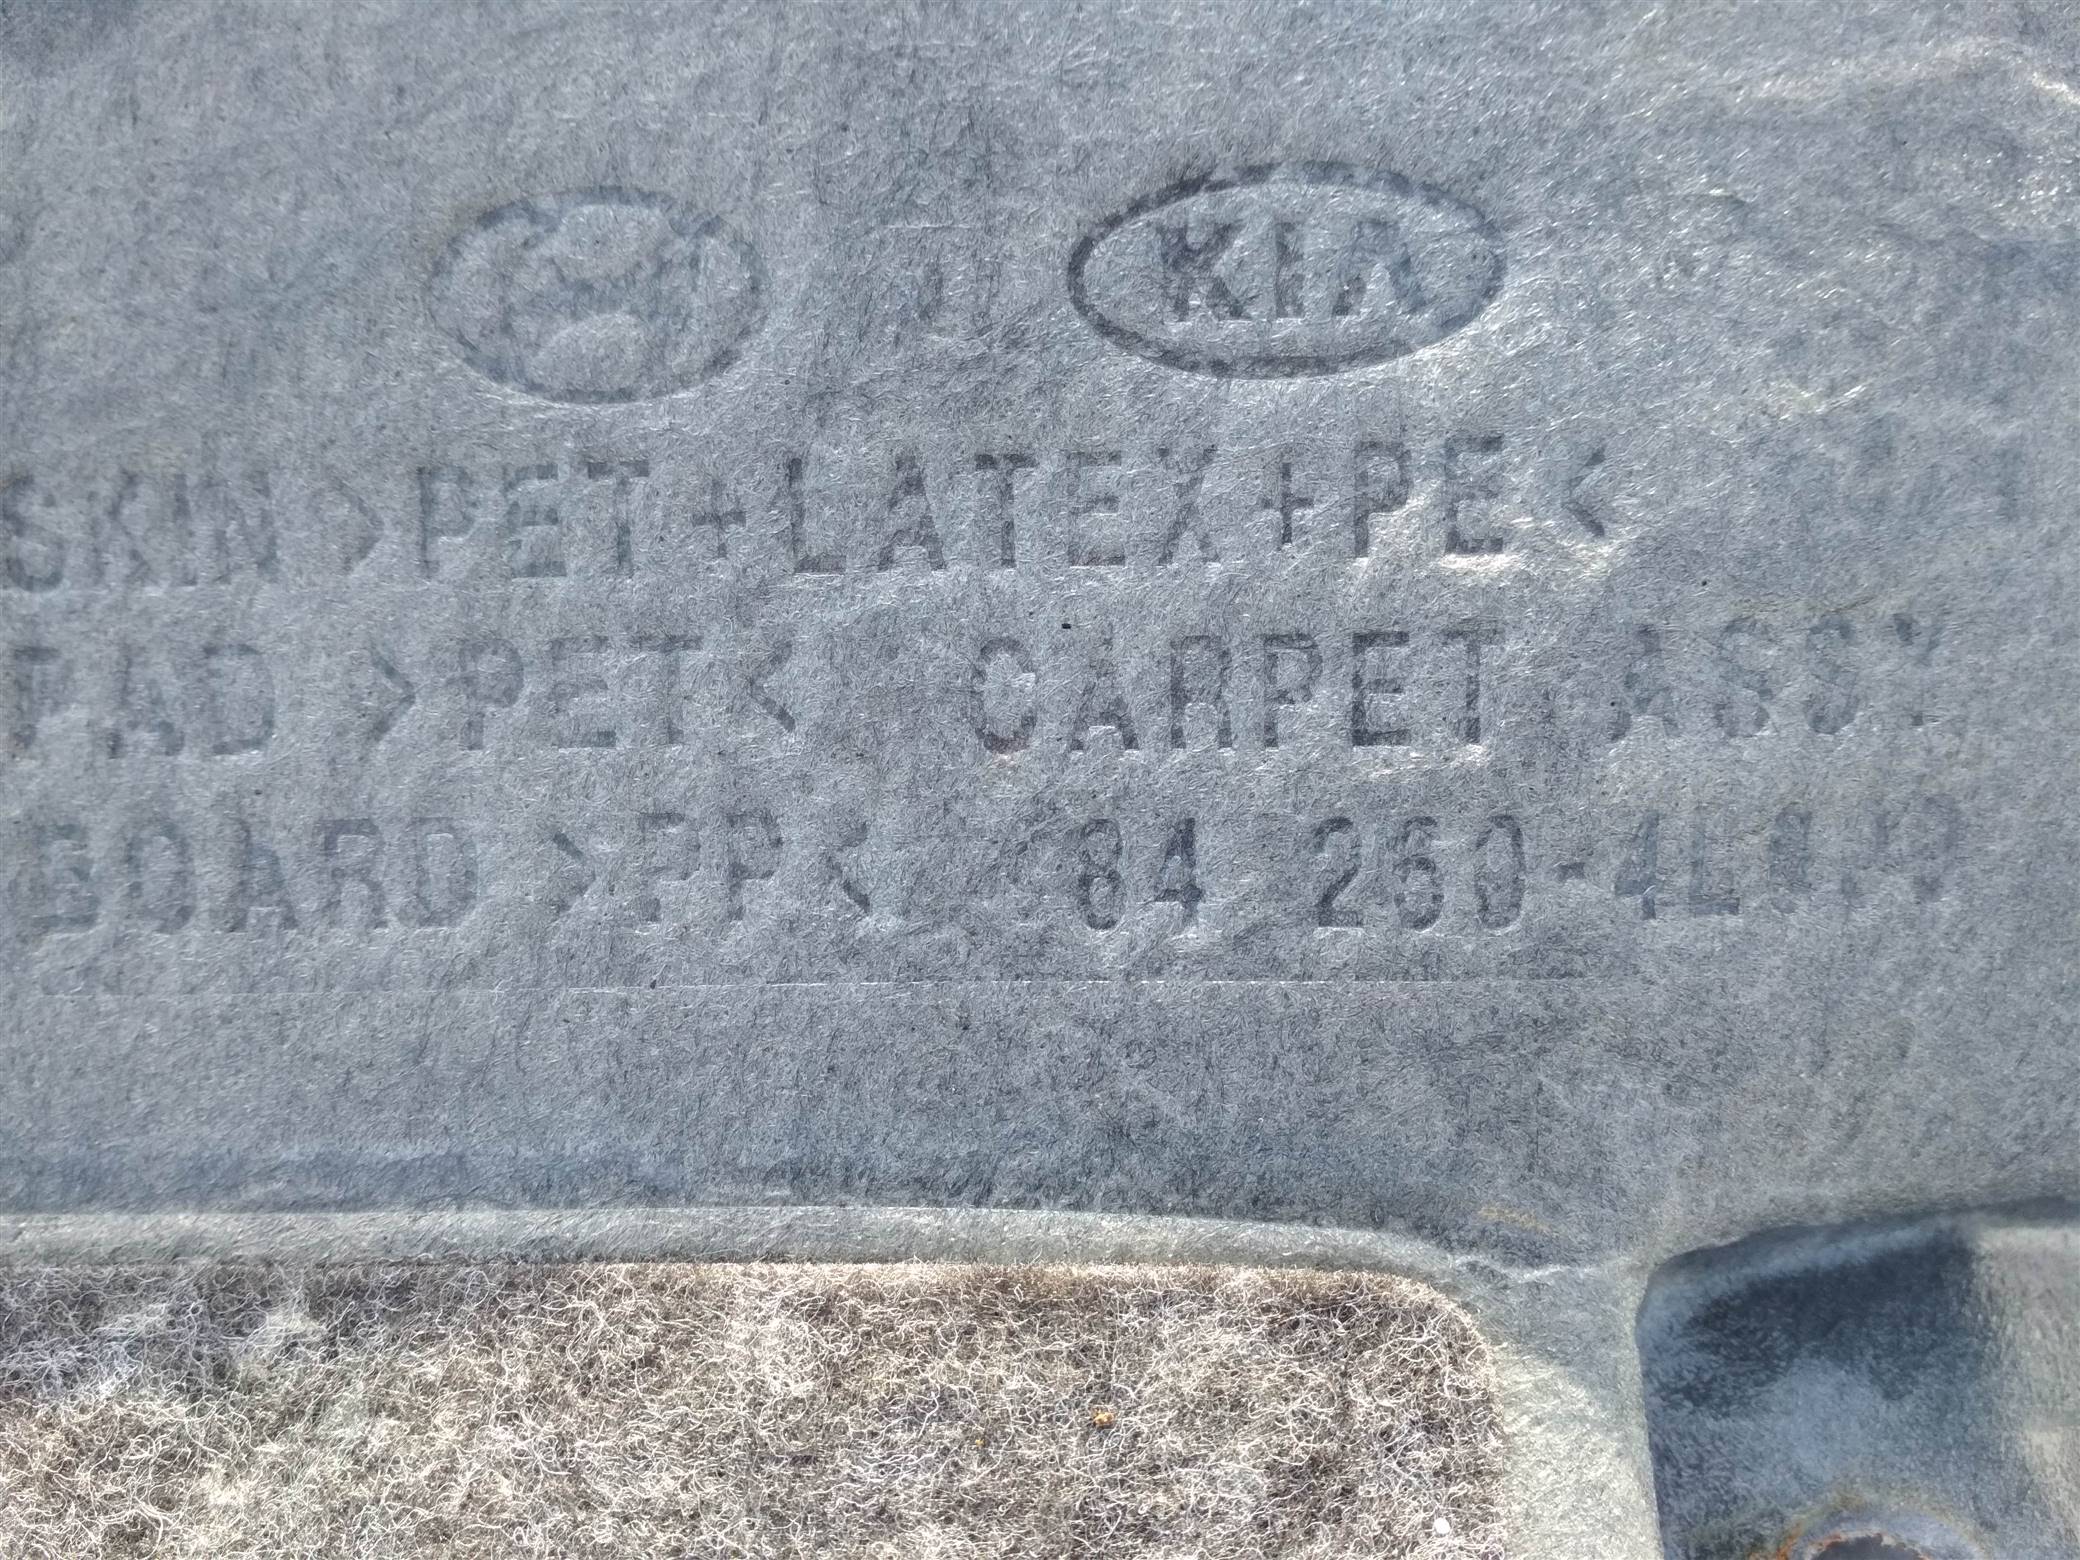 KIA
SKIN >PET+LATEX+PE<
PAD >PET< CARPET ASSY
BOARD >PP< 84 260-